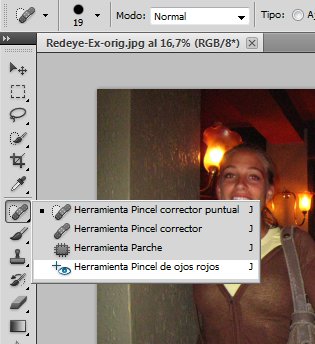 19
Modo: Normal
Tipo:
Redeye-Ex-orig.jpg al 16,7% (RGB/8*)
Herramienta Pincel corrector puntual J
Herramienta Pincel corrector J
Herramienta Parche J
Herramienta Pincel de ojos rojos J